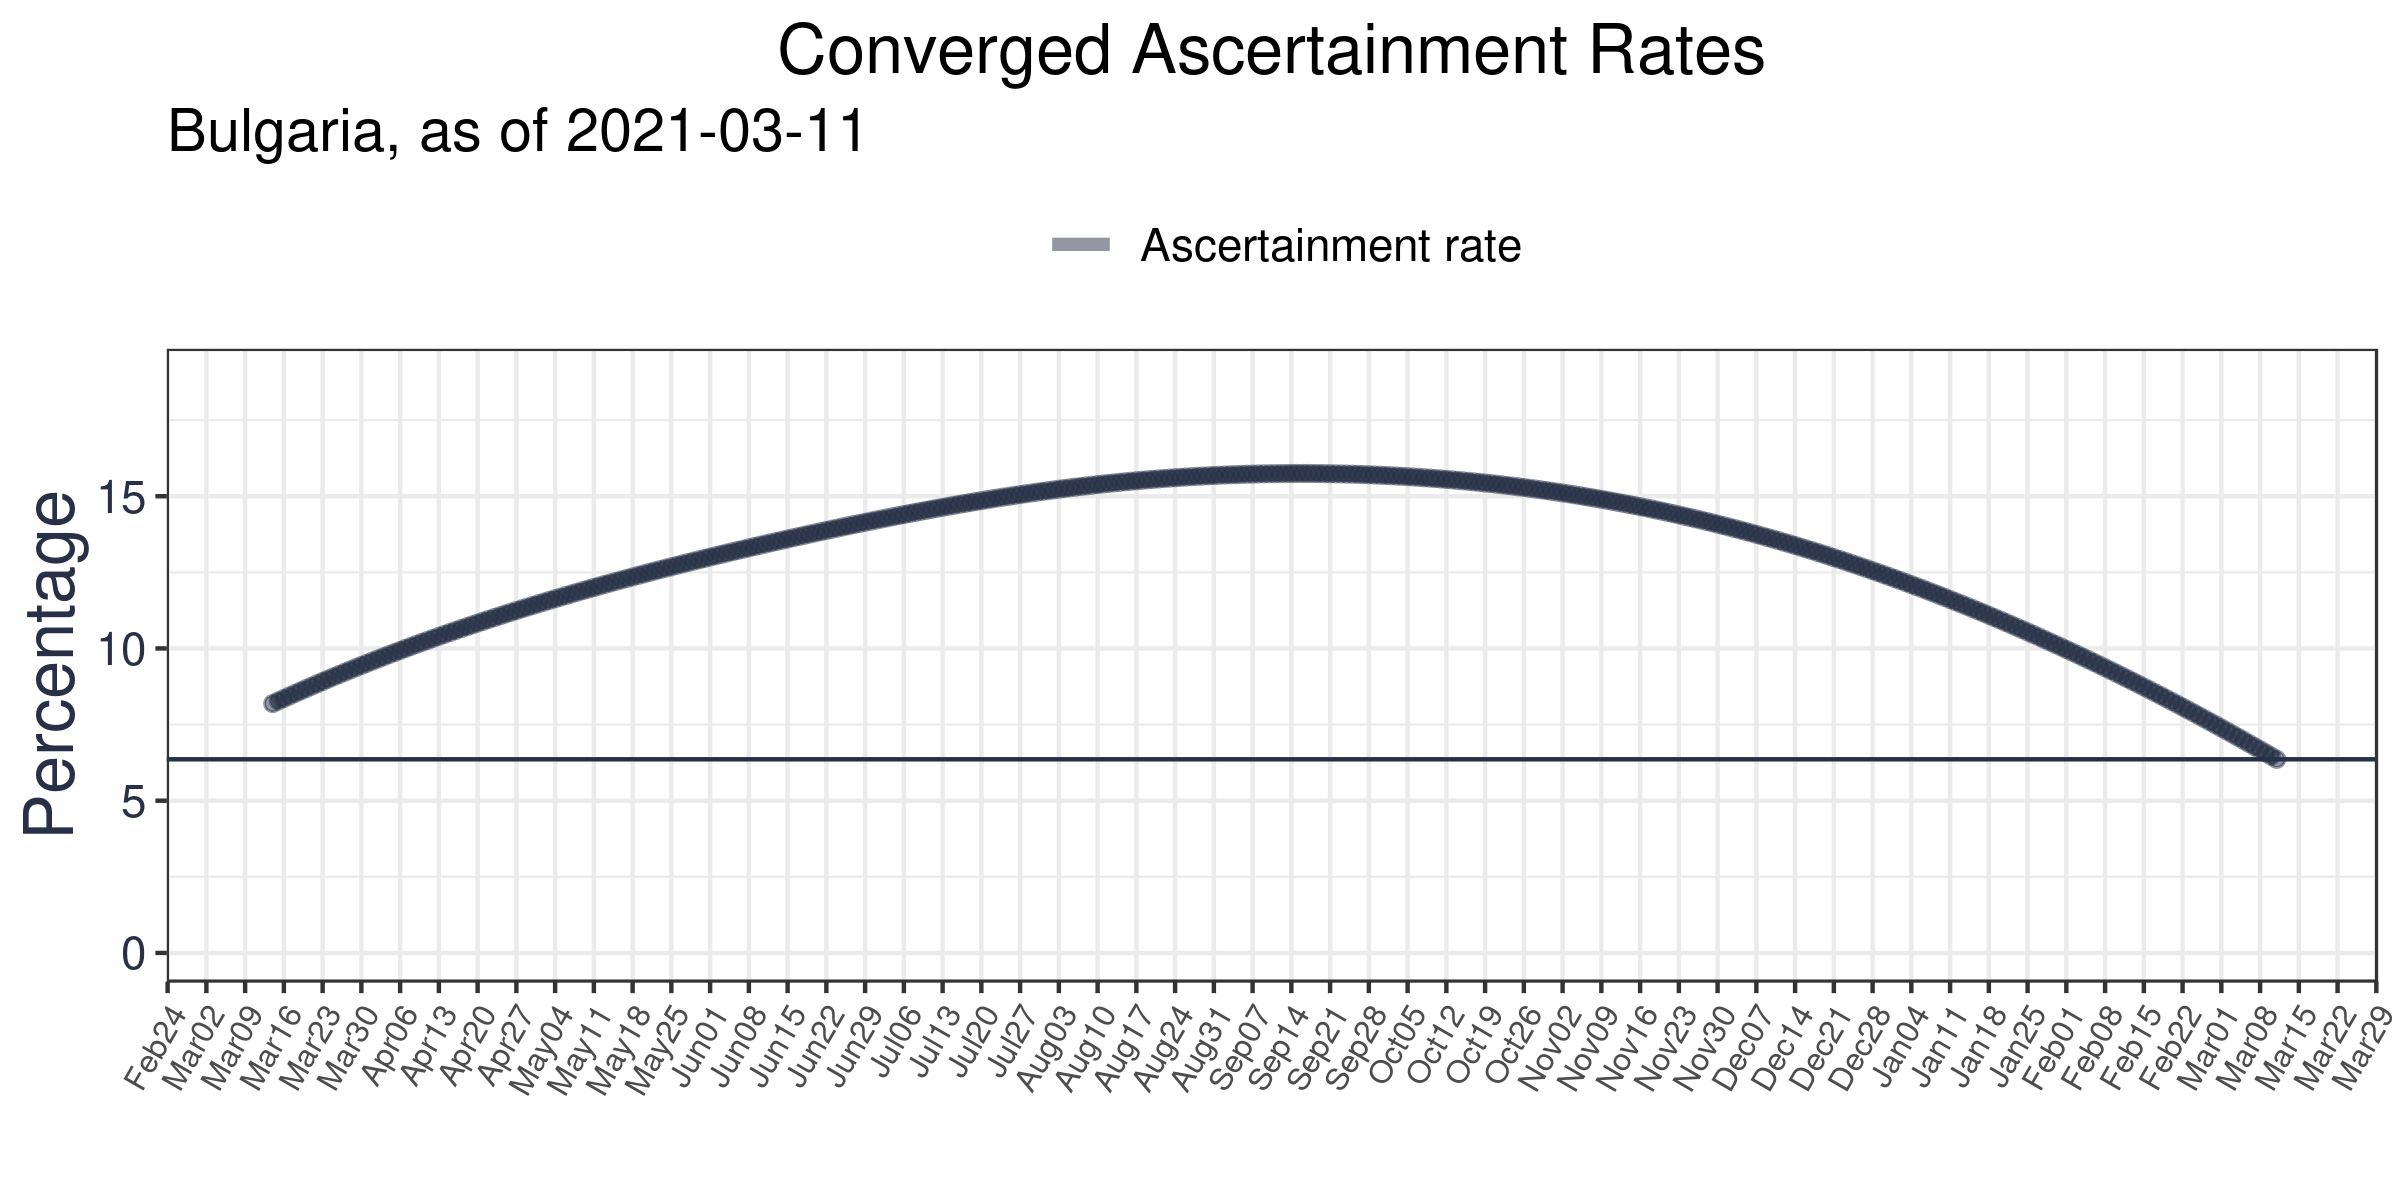 Converged Ascertainment Rates
Bulgaria, as of 2021-03-11
Ascertainment rate
Percentage
15
10
5
0
Feb24 Mar02 Mar09 Mar16 Mar23 Mar30 Apr06 Apr13 Apr20 Apr27 May04 May11 May18 May25 Jun01 Jun08 Jun15 Jun22 Jun29 Jul06 Jul13 Jul20 Jul27 Aug03 Aug10 Aug17 Aug24 Aug31 Sep07 Sep14 Sep21 Sep28 Oct05 Oct12 Oct19 Oct26 Nov02 Nov09 Nov16 Nov23 Nov30 Dec07 Dec14 Dec21 Dec28 Jan04 Jan11 Jan18 Jan25 Feb01 Feb08 Feb15 Feb22 Mar01 Mar08 Mar15 Mar22 Mar29